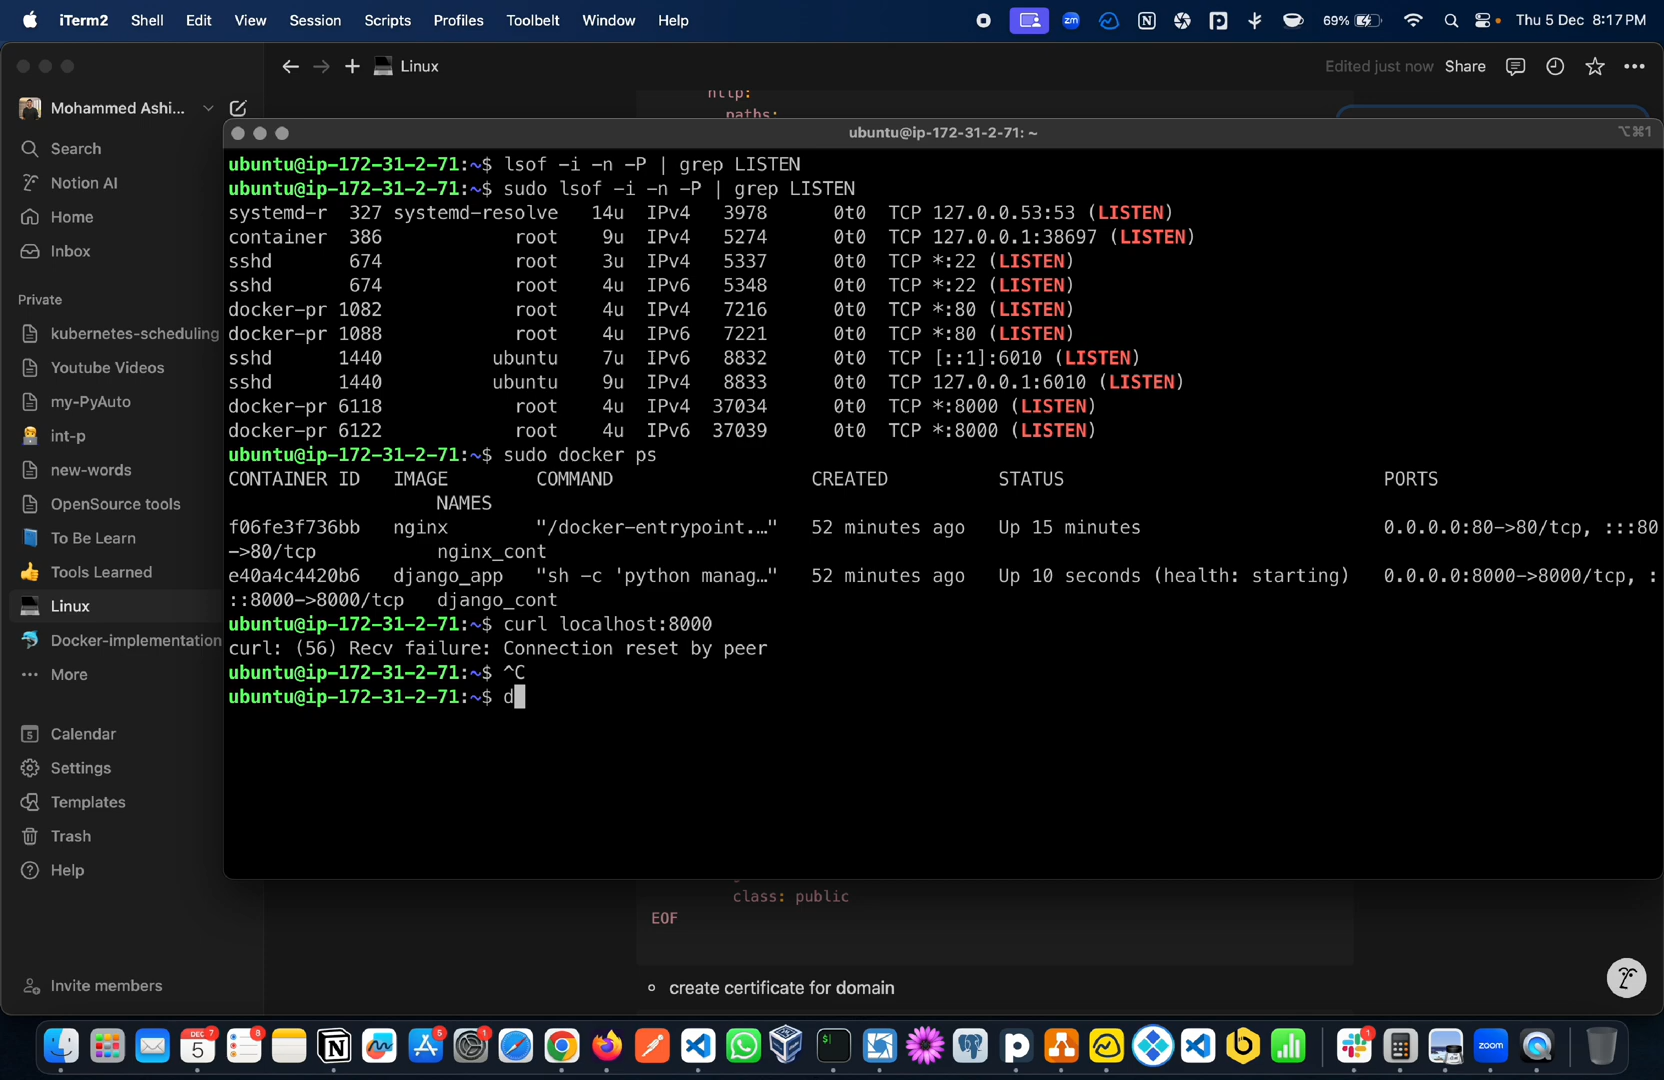 iTerm2 Shell Edit View Session Scripts Profiles Toolbelt Window Help zm 69% Thu 5 Dec 8:17 PM
Linux Edited just now Share
http:
Mohammed Ashi...
paths:
ubuntu@ip-172-31-2-71: ~ ⌥⌘1
Search
Notion AI
Home
Inbox
Private
kubernetes-scheduling
Youtube Videos
my-PyAuto
int-p
new-words
OpenSource tools
To Be Learn
Tools Learned
Linux
Docker-implementation
More
Calendar
Settings
Templates
Trash
Help
Invite members
ubuntu@ip-172-31-2-71:~$ lsof -i -n -P | grep LISTEN
ubuntu@ip-172-31-2-71:~$ sudo lsof -i -n -P | grep LISTEN
systemd-r 327 systemd-resolve 14u IPv4 3978 0t0 TCP 127.0.0.53:53 (LISTEN)
container 386 root 9u IPv4 5274 0t0 TCP 127.0.0.1:38697 (LISTEN)
sshd 674 root 3u IPv4 5337 0t0 TCP *:22 (LISTEN)
sshd 674 root 4u IPv6 5348 0t0 TCP *:22 (LISTEN)
docker-pr 1082 root 4u IPv4 7216 0t0 TCP *:80 (LISTEN)
docker-pr 1088 root 4u IPv6 7221 0t0 TCP *:80 (LISTEN)
sshd 1440 ubuntu 7u IPv6 8832 0t0 TCP [::1]:6010 (LISTEN)
sshd 1440 ubuntu 9u IPv4 8833 0t0 TCP 127.0.0.1:6010 (LISTEN)
docker-pr 6118 root 4u IPv4 37034 0t0 TCP *:8000 (LISTEN)
docker-pr 6122 root 4u IPv6 37039 0t0 TCP *:8000 (LISTEN)
ubuntu@ip-172-31-2-71:~$ sudo docker ps
CONTAINER ID IMAGE COMMAND CREATED STATUS PORTS
NAMES
f06fe3f736bb nginx "/docker-entrypoint.…" 52 minutes ago Up 15 minutes 0.0.0.0:80->80/tcp, :::80
->80/tcp nginx_cont
e40a4c4420b6 django_app "sh -c 'python manag…" 52 minutes ago Up 10 seconds (health: starting) 0.0.0.0:8000->8000/tcp, :
::8000->8000/tcp django_cont
ubuntu@ip-172-31-2-71:~$ curl localhost:8000
curl: (56) Recv failure: Connection reset by peer
ubuntu@ip-172-31-2-71:~$ ^C
ubuntu@ip-172-31-2-71:~$ d
class: public
EOF
create certificate for domain
DEC 5 7 8 5 1 1
zoom